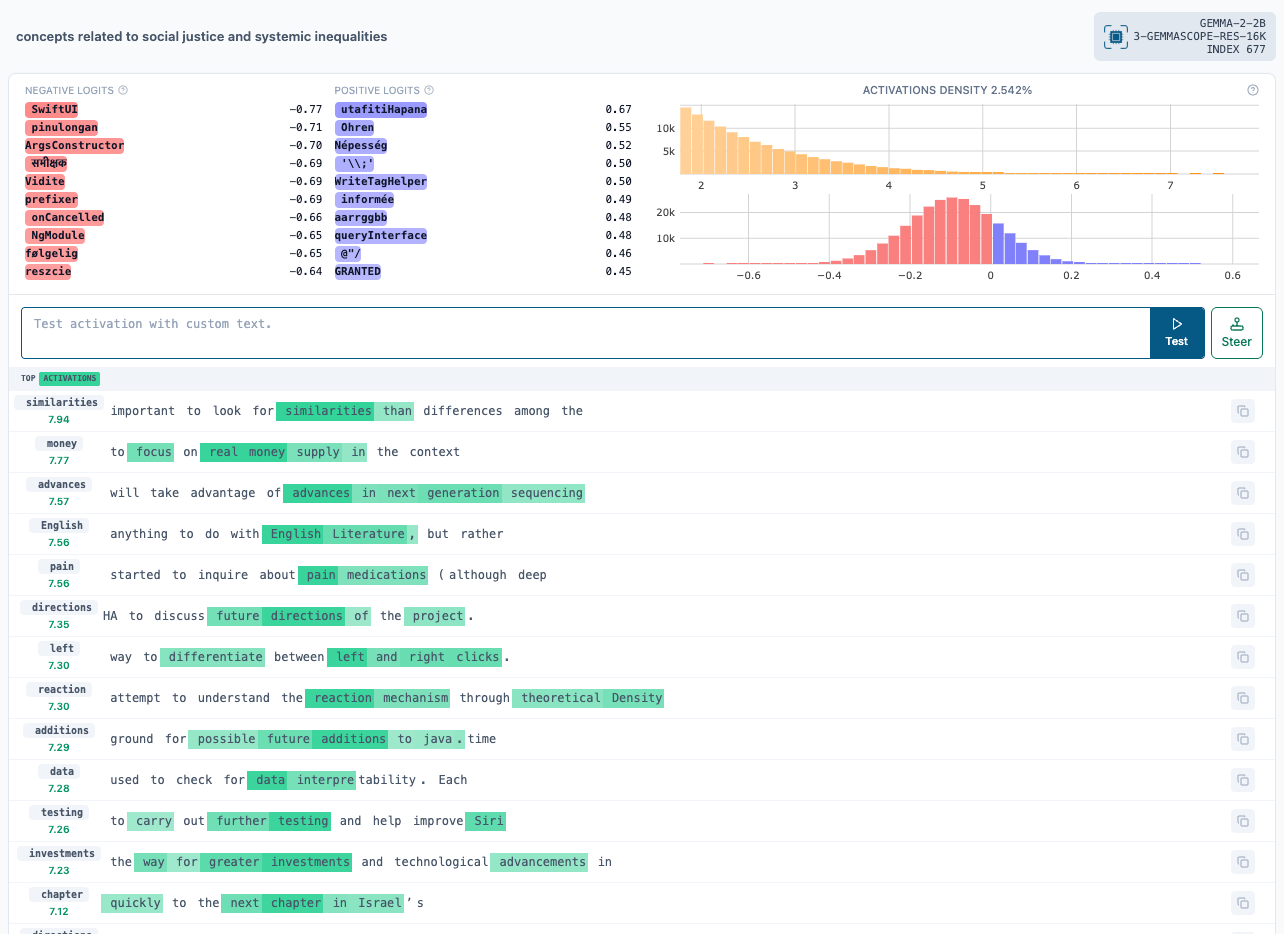 concepts related to social justice and systemic inequalities
GEMMA-2-2B
3-GEMMASCOPE-RES-16K
INDEX 677
NEGATIVE LOGITS
SwiftUI −0.77
pinulongan −0.71
ArgsConstructor −0.70
समीक्षक −0.69
Vidite −0.69
prefixer −0.69
onCancelled −0.66
NgModule −0.65
følgelig −0.65
resscie −0.64
POSITIVE LOGITS
utafitiHapana 0.67
Ohren 0.55
Népesség 0.52
'\\;' 0.50
WriteTagHelper 0.50
informée 0.49
aarrggbb 0.48
queryInterface 0.48
@"/ 0.46
GRANTED 0.45
ACTIVATIONS DENSITY 2.542%
10k
5k
2 3 4 5 6 7
20k
10k
−0.6 −0.4 −0.2 0 0.2 0.4 0.6
Test activation with custom text.
Test
Steer
TOP ACTIVATIONS
similarities
7.94
important to look for similarities than differences among the
money
7.77
to focus on real money supply in the context
advances
7.57
will take advantage of advances in next generation sequencing
English
7.56
anything to do with English Literature, but rather
pain
7.56
started to inquire about pain medications (although deep
directions
7.35
HA to discuss future directions of the project.
left
7.30
way to differentiate between left and right clicks.
reaction
7.30
attempt to understand the reaction mechanism through theoretical Density
additions
7.29
ground for possible future additions to java.time
data
7.28
used to check for data interpretability. Each
testing
7.26
to carry out further testing and help improve Siri
investments
7.23
the way for greater investments and technological advancements in
chapter
7.12
quickly to the next chapter in Israel’s
directions